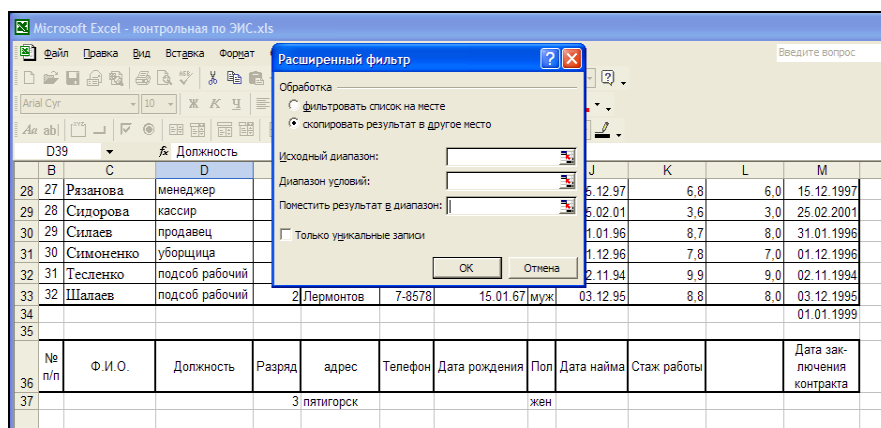 Microsoft Excel - контрольная по ЭИС.xls
Файл Правка Вид Вставка Формат Введите вопрос
Arial Cyr 10 Ж К Ч
Aa ab|
D39 fx Должность
Расширенный фильтр
Обработка
фильтровать список на месте
скопировать результат в другое место
Исходный диапазон:
Диапазон условий:
Поместить результат в диапазон:
Только уникальные записи
OK Отмена
B C D J K L M
28 27 Рязанова менеджер 5.12.97 6,8 6,0 15.12.1997
29 28 Сидорова кассир 5.02.01 3,6 3,0 25.02.2001
30 29 Силаев продавец 1.01.96 8,7 8,0 31.01.1996
31 30 Симоненко уборщица 1.12.96 7,8 7,0 01.12.1996
32 31 Тесленко подсоб рабочий 2.11.94 9,9 9,0 02.11.1994
33 32 Шалаев подсоб рабочий 2 Лермонтов 7-8578 15.01.67 муж 03.12.95 8,8 8,0 03.12.1995
34 01.01.1999
35
36 № п/п Ф.И.О. Должность Разряд адрес Телефон Дата рождения Пол Дата найма Стаж работы Дата зак-
лючения
контракта
37 3 пятигорск жен